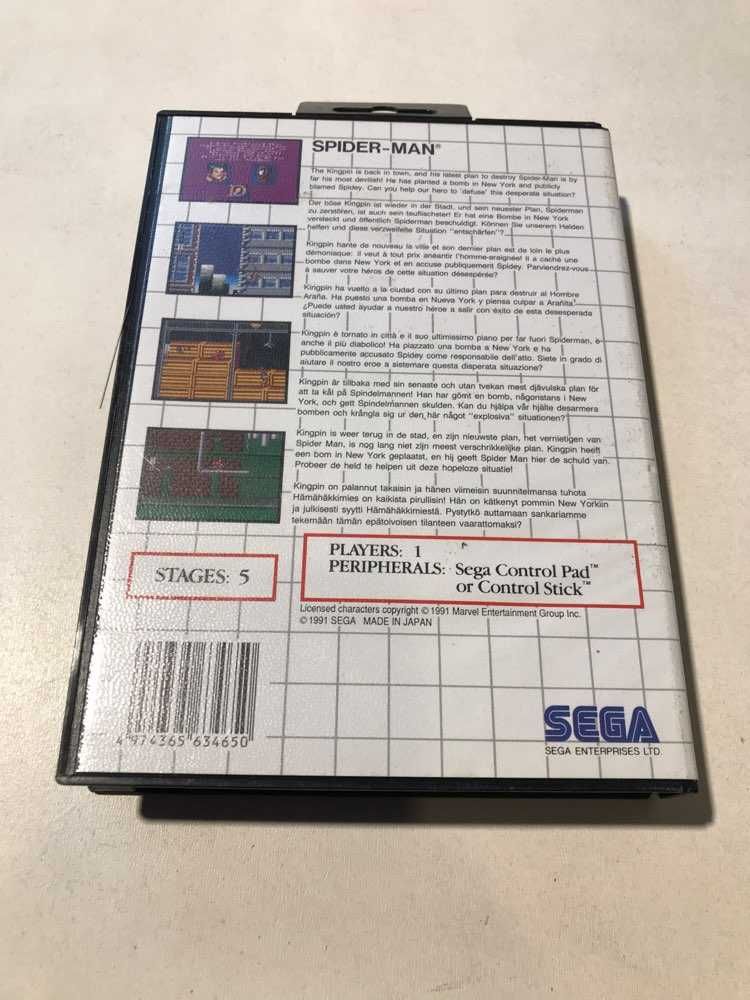 SPIDER-MAN®
The Kingpin is back in town, and his latest plan to destroy Spider-Man is by
far his most devilish! He has planted a bomb in New York and publicly
blamed Spidey. Can you help our hero to 'defuse' this desperate situation?
Der böse Kingpin ist wieder in der Stadt, und sein neuester Plan, Spiderman
zu zerstören, ist auch sein teuflischster! Er hat eine Bombe in New York
versteckt und öffentlich Spiderman beschuldigt. Können Sie unserem Helden
helfen und diese verzweifelte Situation "entschärfen"?
Kingpin hante de nouveau la ville et son dernier plan est de loin le plus
démoniaque: il veut à tout prix anéantir l'homme-araignée! Il a caché une
bombe dans New York et en accuse publiquement Spidey. Parviendrez-vous
à sauver votre héros de cette situation désespérée?
Kingpin ha vuelto a la ciudad con su último plan para destruir al Hombre
Araña. Ha puesto una bomba en Nueva York y piensa culpar a Arañita.
¿Puede usted ayudar a nuestro héroe a salir con éxito de esta desesperada
situación?
Kingpin è tornato in città e il suo ultimissimo piano per far fuori Spiderman, è
anche il più diabolico! Ha piazzato una bomba a New York e ha
pubblicamente accusato Spidey come responsabile dell'atto. Siete in grado di
aiutare il nostro eroe a sistemare questa disperata situazione?
Kingpin är tillbaka med sin senaste och utan tvekan mest djävulska plan för
att ta kål på Spindelmannen! Han har gömt en bomb, någonstans i New
York, och gett Spindelmannen skulden. Kan du hjälpa vår hjälte desarmera
bomben och krångla sig ur den här något "explosiva" situationen?
Kingpin is weer terug in de stad, en zijn nieuwste plan, het vernietigen van
Spider Man, is nog lang niet zijn meest verschrikkelijke plan. Kingpin heeft
een bom in New York geplaatst, en hij geeft Spider Man hier de schuld van.
Probeer de held te helpen uit deze hopeloze situatie!
Kingpin on palannut takaisin ja hänen viimeisin suunnitelmansa tuhota
Hämähäkkimies on kaikista pirullisin! Hän on kätkenyt pommin New Yorkiin
ja julkisesti syytti Hämähäkkimiestä. Pystytkö auttamaan sankariamme
tekemään tämän epätoivoisen tilanteen vaarattomaksi?
STAGES: 5
PLAYERS: 1
PERIPHERALS: Sega Control Pad™
or Control Stick™
Licensed characters copyright © 1991 Marvel Entertainment Group Inc.
© 1991 SEGA MADE IN JAPAN
4 974365 634650
SEGA
SEGA ENTERPRISES LTD.